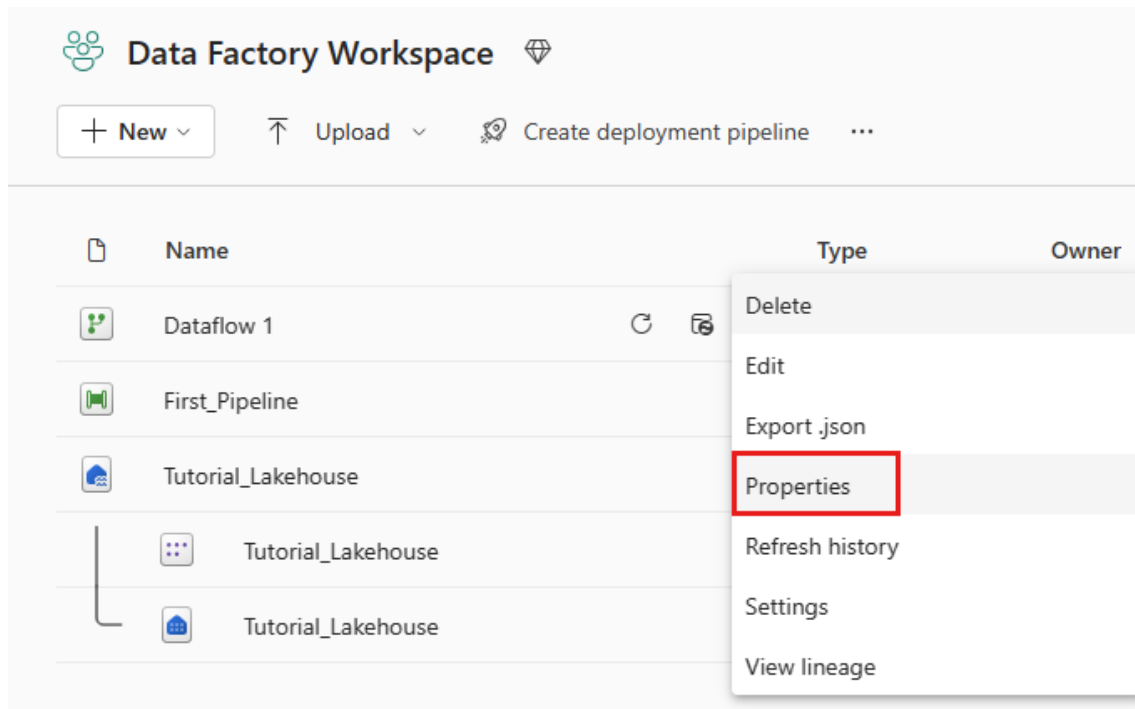 Data Factory Workspace
New Upload Create deployment pipeline ...
Name Type Owner
Dataflow 1
First_Pipeline
Tutorial_Lakehouse
Tutorial_Lakehouse
Tutorial_Lakehouse
Delete
Edit
Export .json
Properties
Refresh history
Settings
View lineage